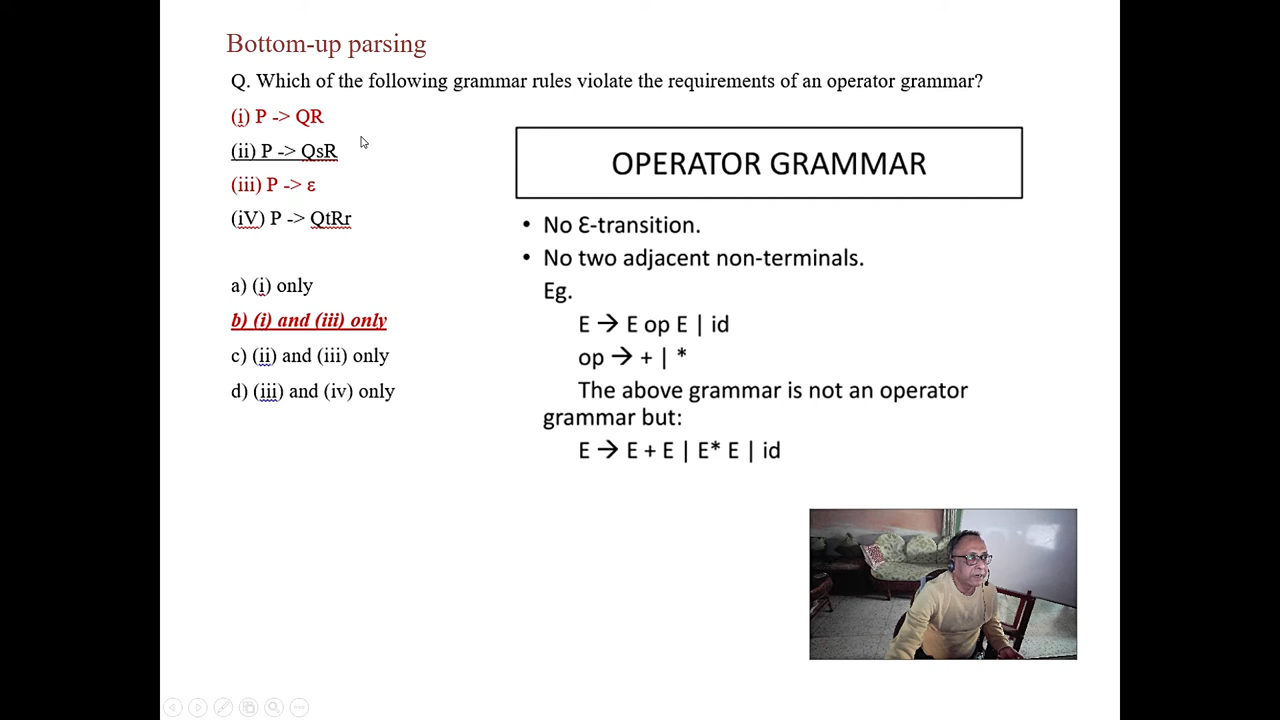 Bottom-up parsing
Q. Which of the following grammar rules violate the requirements of an operator grammar?
(i) P -> QR
(ii) P -> QsR
(iii) P -> ε
(iV) P -> QtRr
a) (i) only
b) (i) and (iii) only
c) (ii) and (iii) only
d) (iii) and (iv) only
OPERATOR GRAMMAR
• No Ɛ-transition.
• No two adjacent non-terminals.
Eg.
E → E op E | id
op → + | *
The above grammar is not an operator
grammar but:
E → E + E | E* E | id